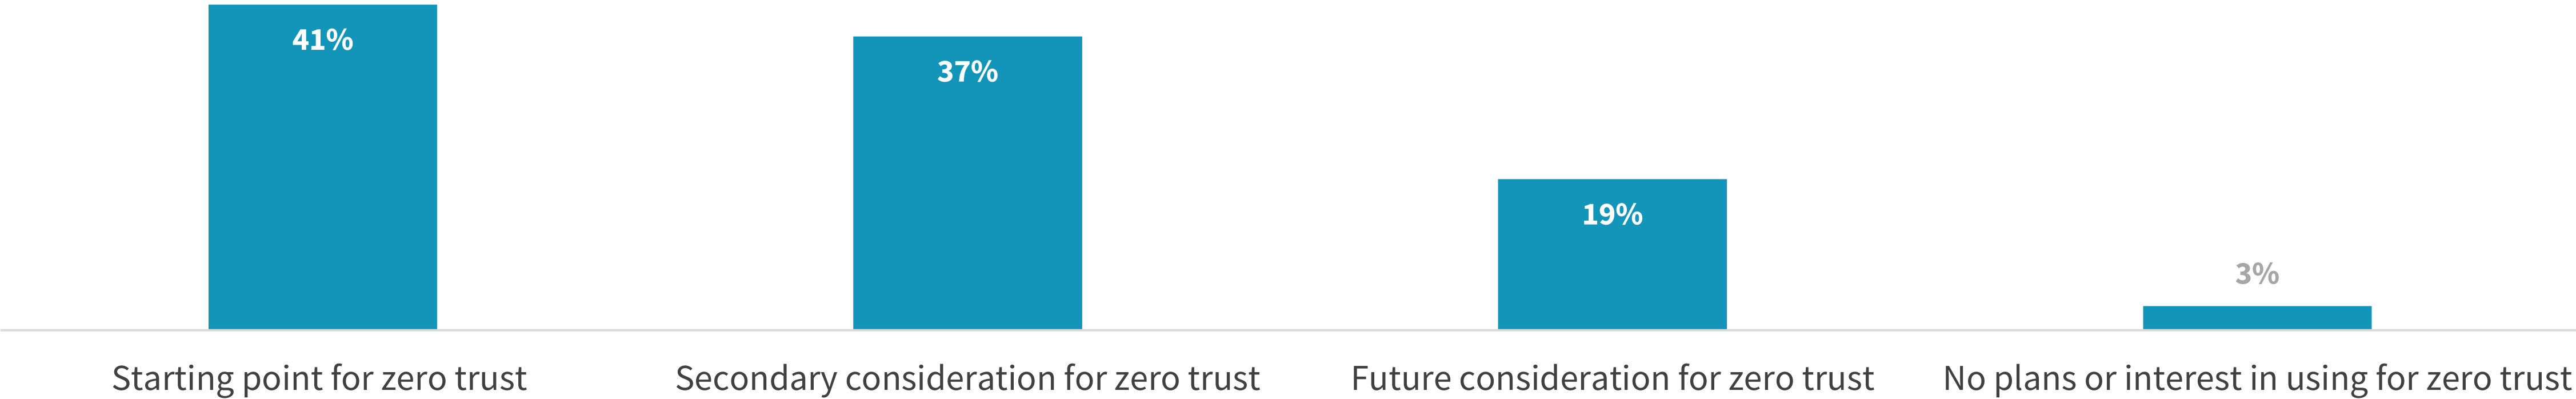 41%
37%
19%
3%
Starting point for zero trust
Secondary consideration for zero trust
Future consideration for zero trust
No plans or interest in using for zero trust